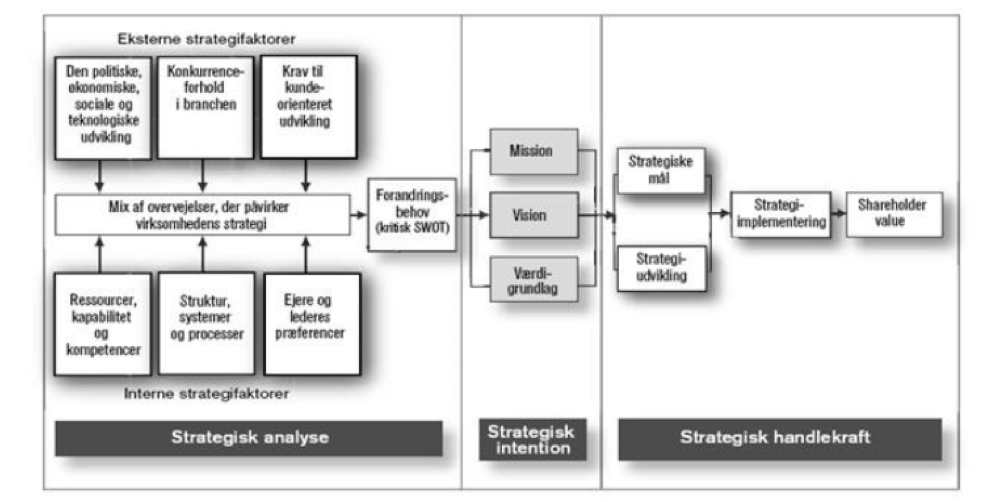 Eksterne strategifaktorer
Den politiske,
økonomiske,
sociale og
teknologiske
udvikling
Konkurrence-
forhold
i branchen
Krav til
kunde-
orienteret
udvikling
Mix af overvejelser, der påvirker
virksomhedens strategi
Ressourcer,
kapabilitet
og
kompetencer
Struktur,
systemer
og processer
Ejere og
lederes
præferencer
Interne strategifaktorer
Forandrings-
behov
(kritisk SWOT)
Mission
Vision
Værdi-
grundlag
Strategiske
mål
Strategi-
udvikling
Strategi-
implementering
Shareholder
value
Strategisk analyse
Strategisk
intention
Strategisk handlekraft